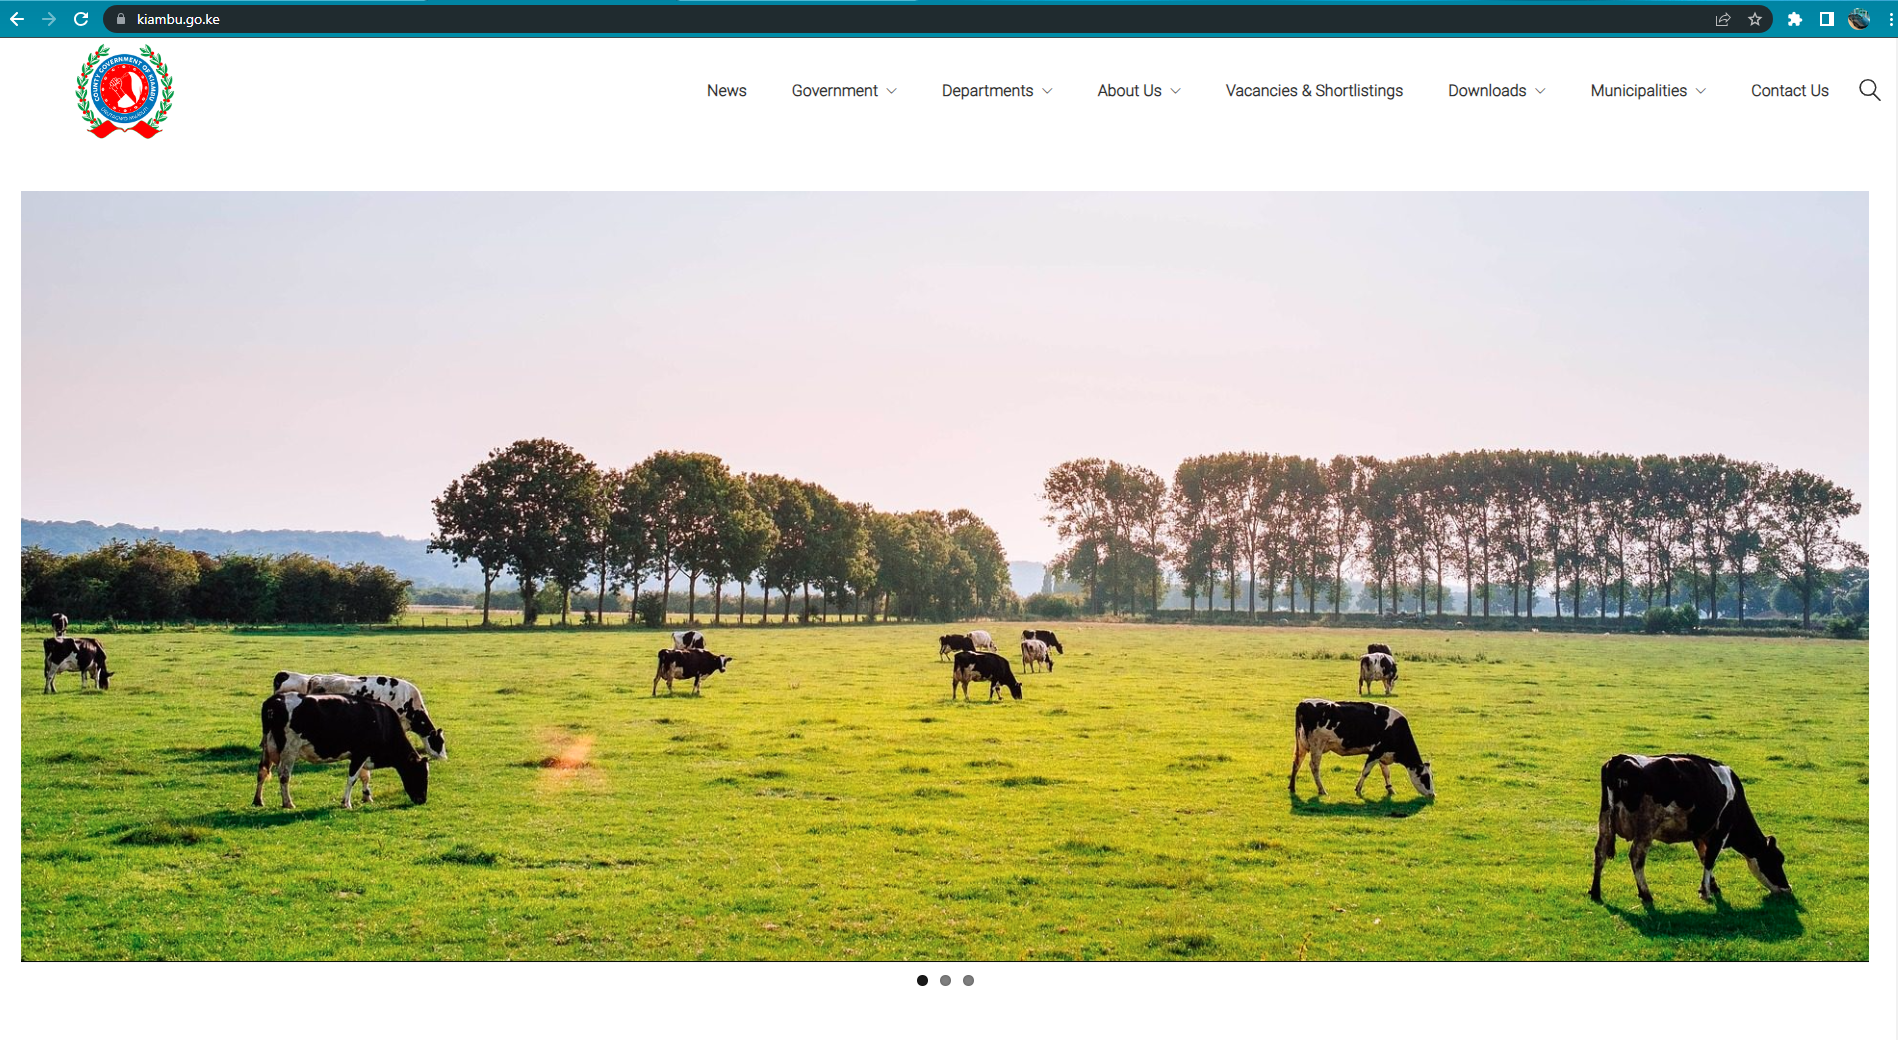 kiambu.go.ke
COUNTY GOVERNMENT OF KIAMBU
News
Government
Departments
About Us
Vacancies & Shortlistings
Downloads
Municipalities
Contact Us